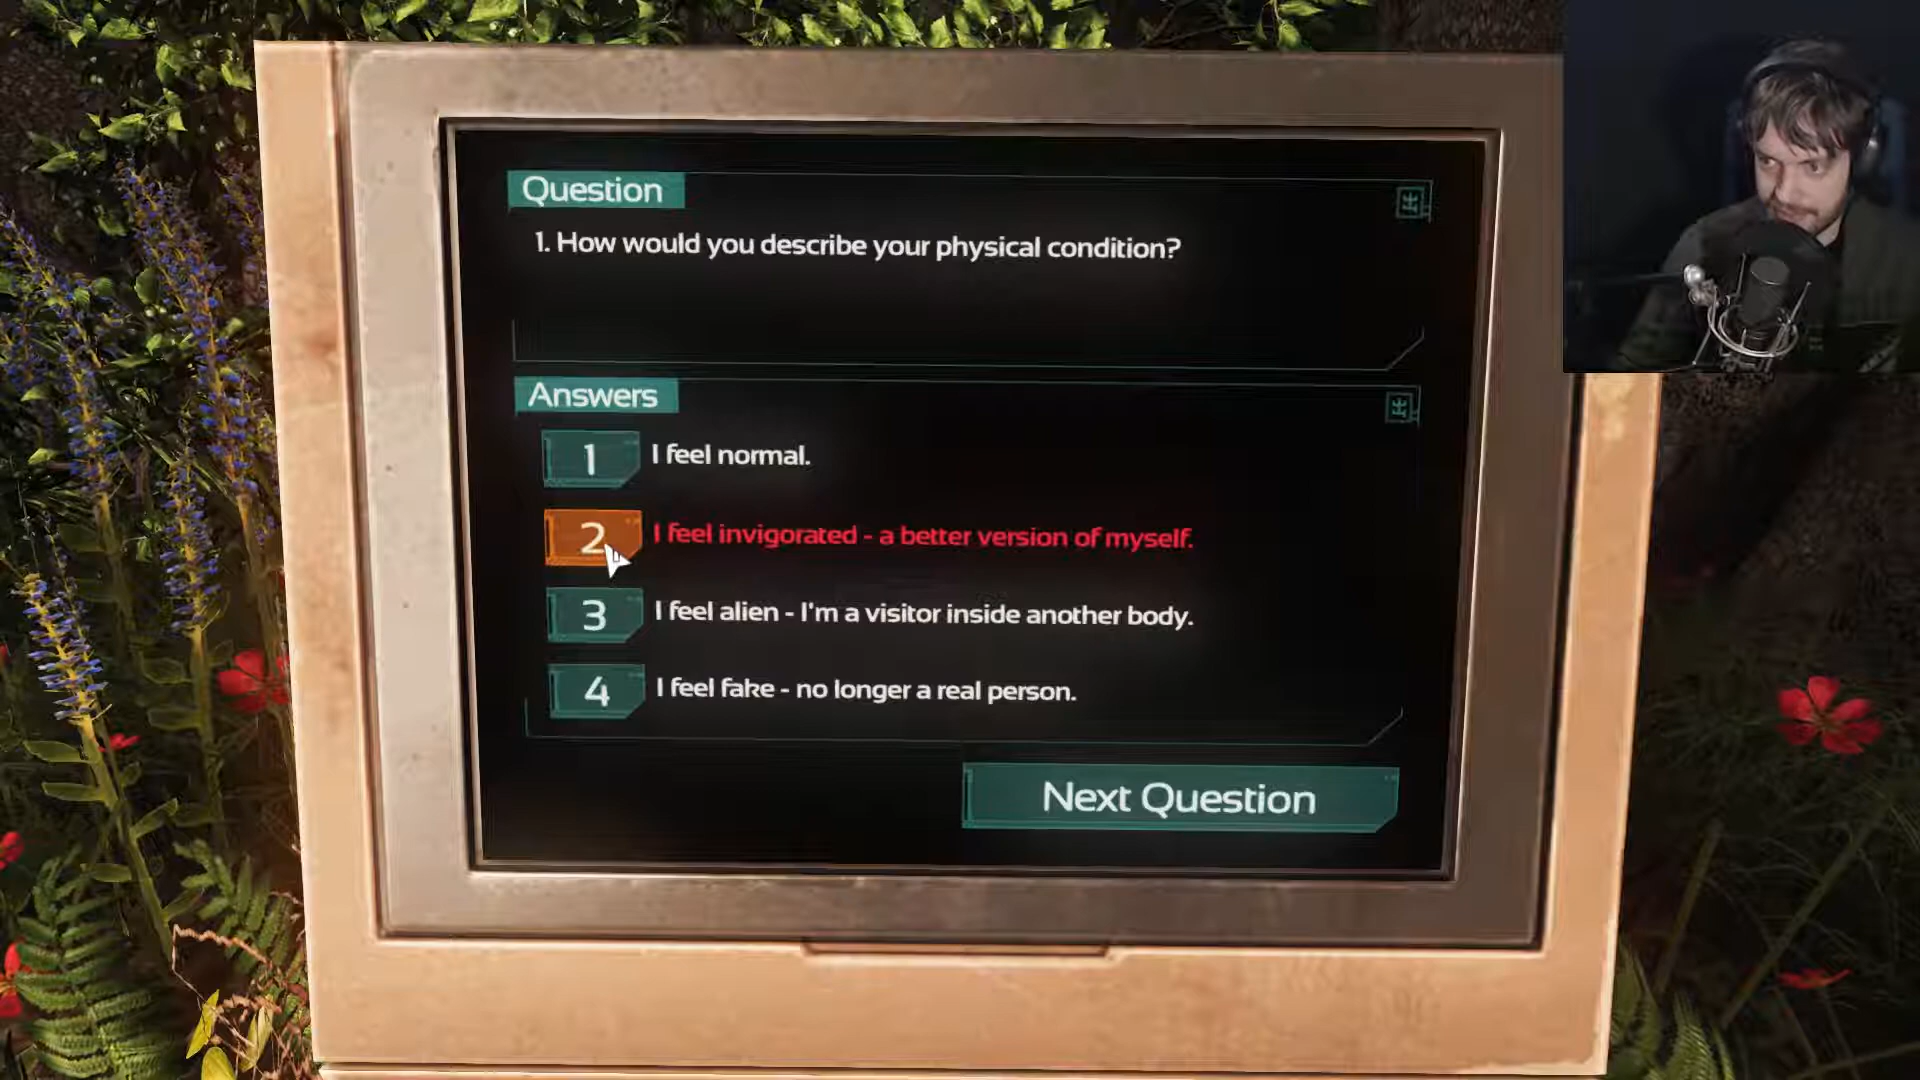 Question
1. How would you describe your physical condition?
Answers
1 I feel normal.
2 I feel invigorated - a better version of myself.
3 I feel alien - I'm a visitor inside another body.
4 I feel fake - no longer a real person.
Next Question